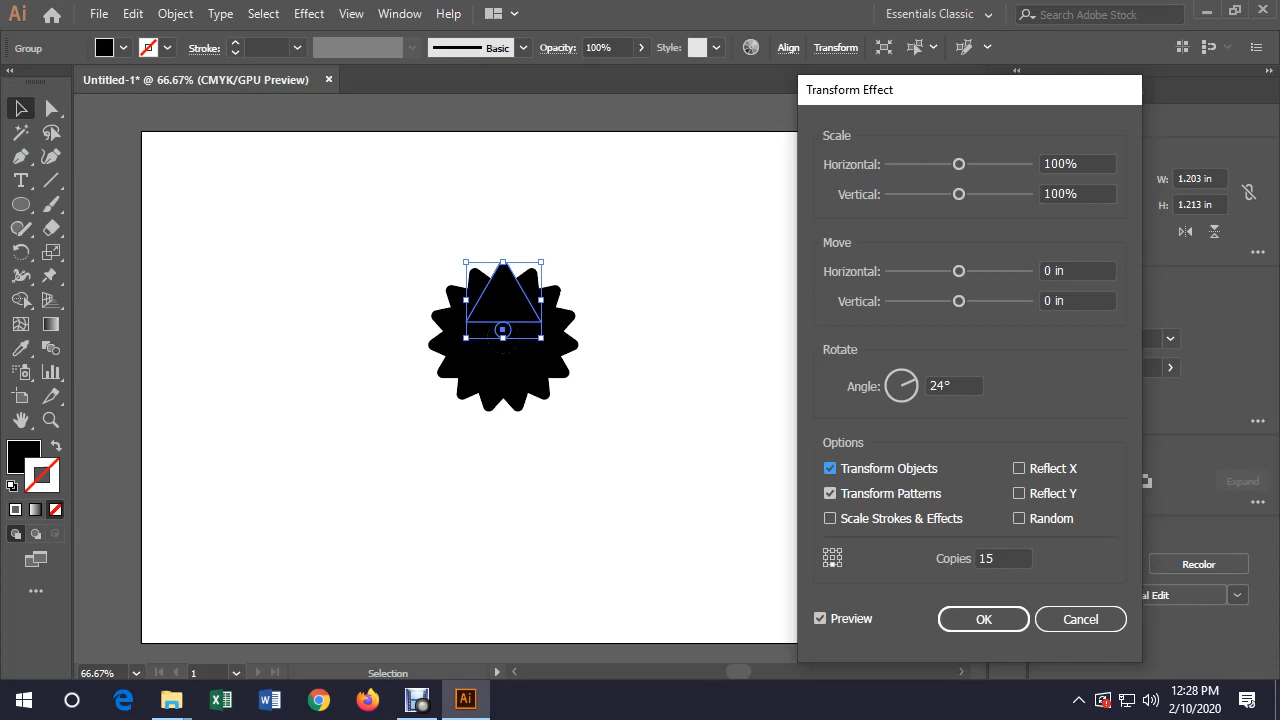 Ai File Edit Object Type Select Effect View Window Help Essentials Classic Search Adobe Stock
Group Stroke: Basic Opacity: 100% Style: Align Transform
Untitled-1* @ 66.67% (CMYK/GPU Preview) ×
Transform Effect
Scale
Horizontal: 100%
Vertical: 100%
Move
Horizontal: 0 in
Vertical: 0 in
Rotate
Angle: 24°
Options
Transform Objects Reflect X
Transform Patterns Reflect Y
Scale Strokes & Effects Random
Copies 15
Preview OK Cancel
W: 1.203 in
H: 1.213 in
Expand
Recolor
al Edit
66.67% 1 Selection
Ai 12:28 PM
2/10/2020